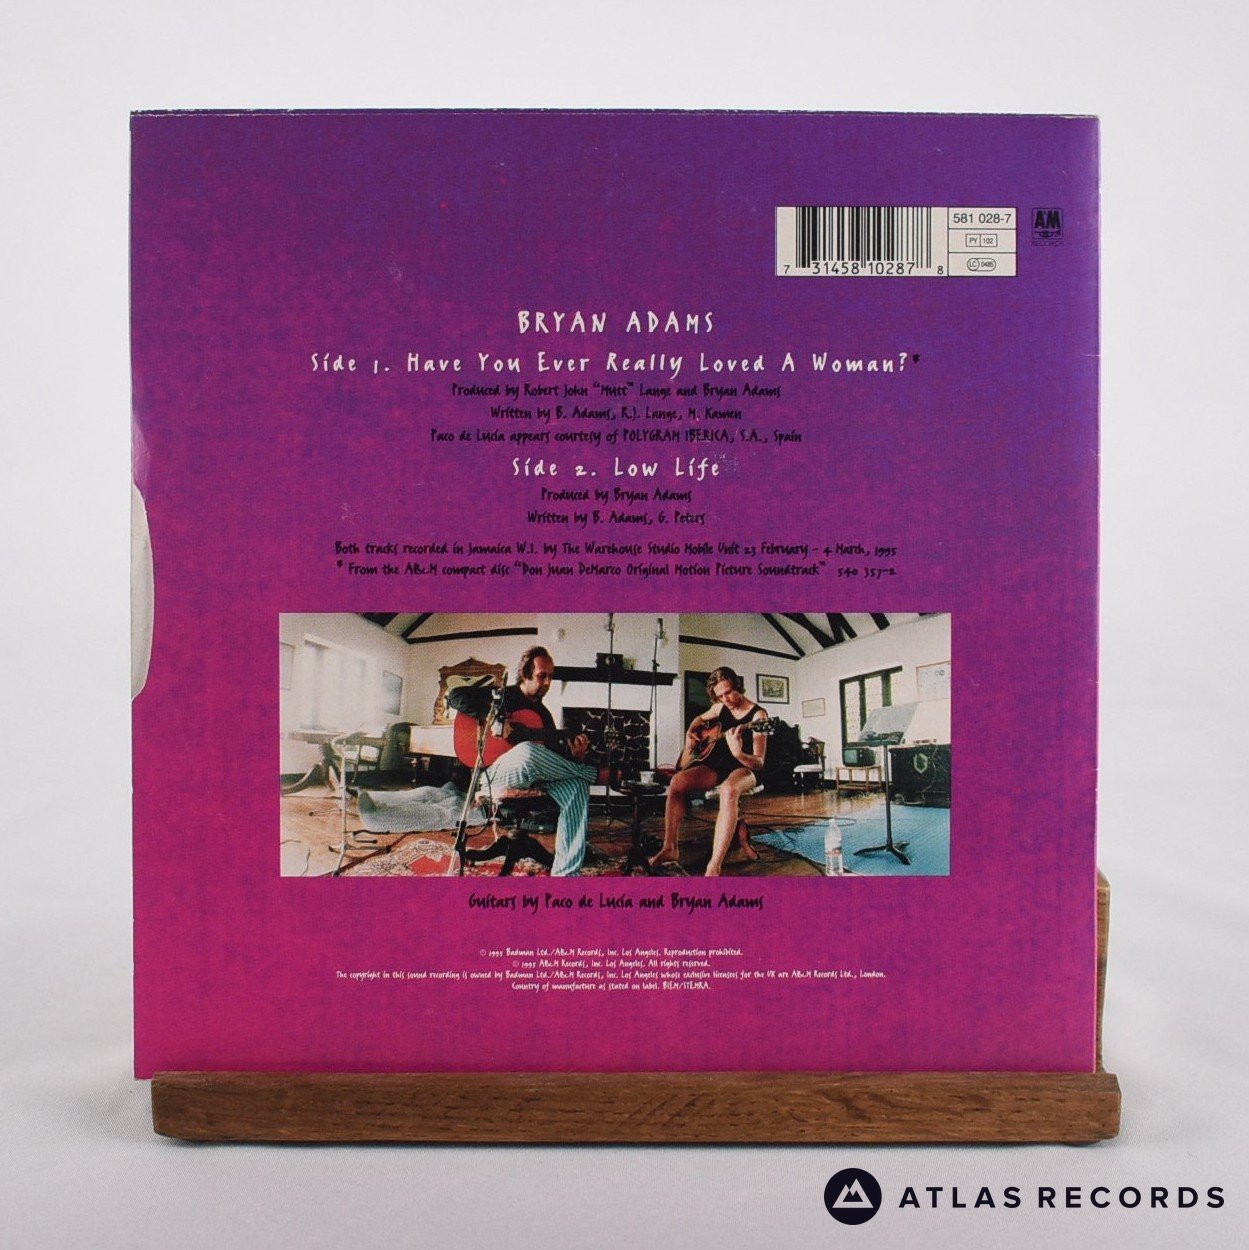 581 028-7
PY 102
LC 0485
A&M
RECORDS
7 31458 10287 8
BRYAN ADAMS
Side 1. Have You Ever Really Loved A Woman?*
Produced by Robert John "Mutt" Lange and Bryan Adams
Written by B. Adams, R.J. Lange, M. Kamen
Paco de Lucía appears courtesy of POLYGRAM IBERICA, S.A., Spain
Side 2. Low Life
Produced by Bryan Adams
Written by B. Adams, G. Peters
Both tracks recorded in Jamaica W.I. by The Warehouse Studio Mobile Unit 23 February - 4 March, 1995
* From the A&M compact disc "Don Juan DeMarco Original Motion Picture Soundtrack" 540 357-2
Guitars by Paco de Lucía and Bryan Adams
℗ 1995 Badman Ltd./A&M Records, Inc. Los Angeles. Reproduction prohibited.
© 1995 A&M Records, Inc. Los Angeles. All rights reserved.
The copyright in this sound recording is owned by Badman Ltd./A&M Records, Inc. Los Angeles whose exclusive licensees for the UK are A&M Records Ltd., London.
Country of manufacture as stated on label. BIEM/STEMRA.
ATLAS RECORDS